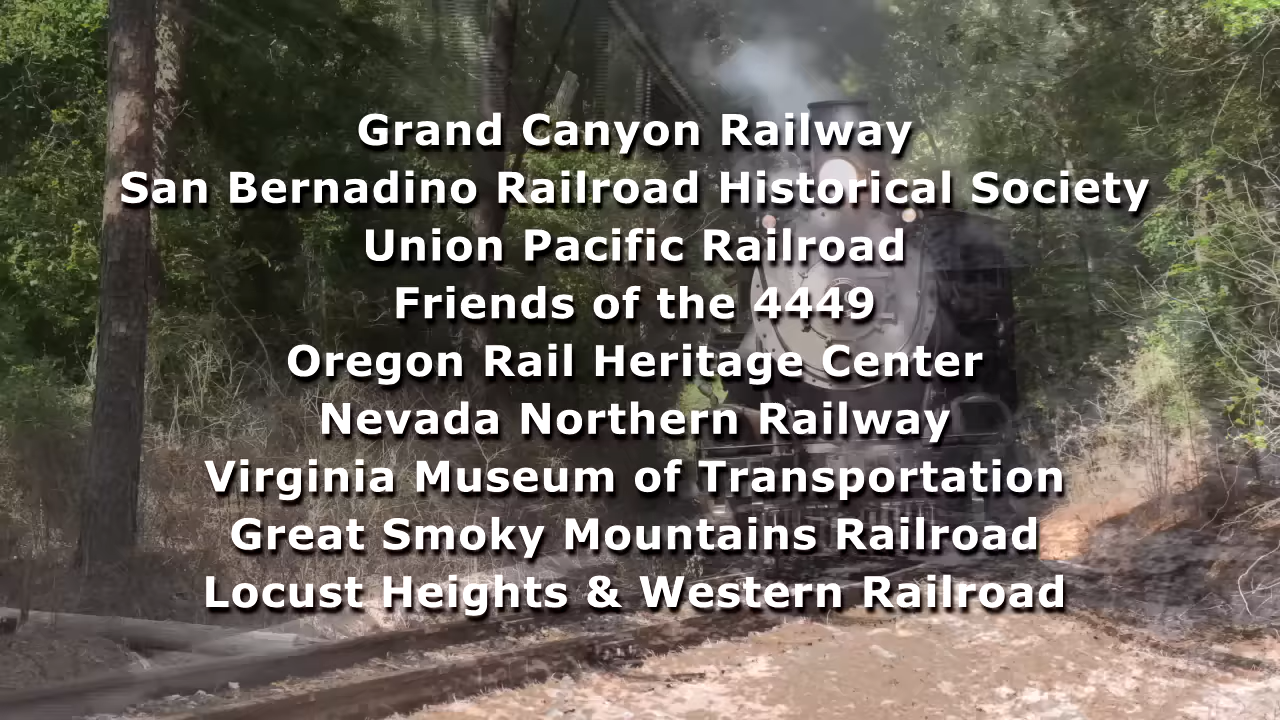 Grand Canyon Railway
San Bernadino Railroad Historical Society
Union Pacific Railroad
Friends of the 4449
Oregon Rail Heritage Center
Nevada Northern Railway
Virginia Museum of Transportation
Great Smoky Mountains Railroad
Locust Heights & Western Railroad